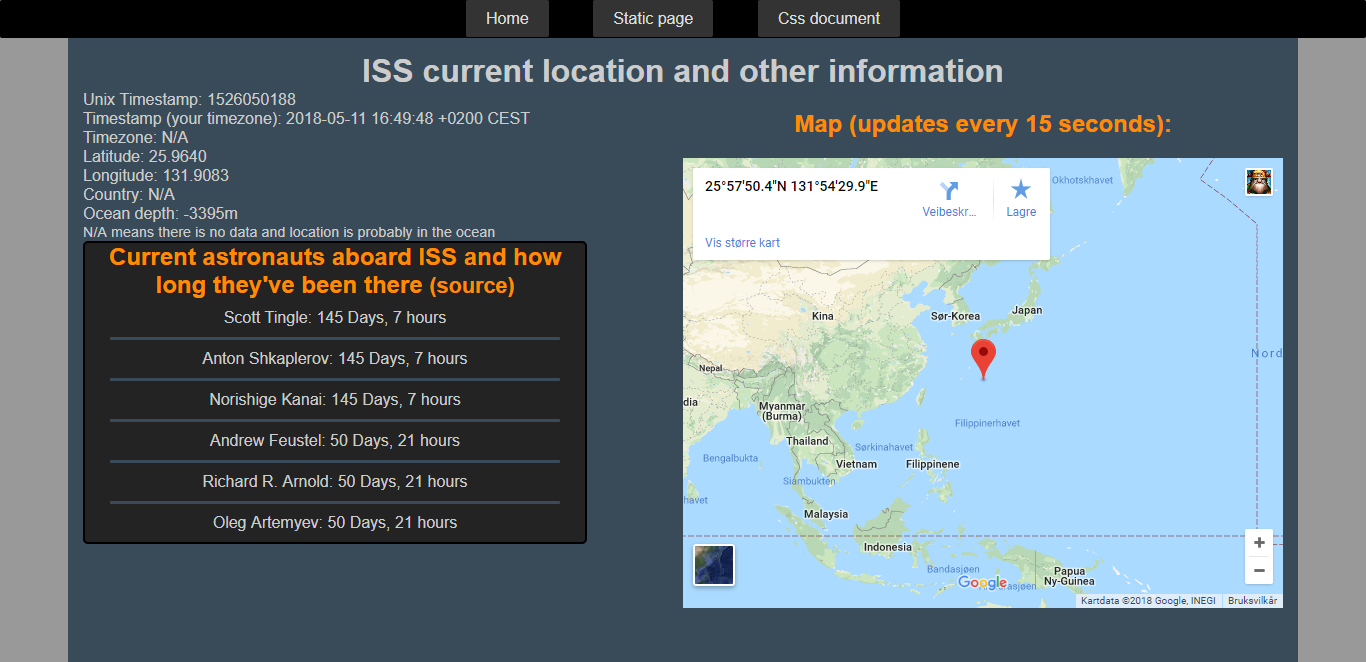 Home Static page Css document
ISS current location and other information
Unix Timestamp: 1526050188
Timestamp (your timezone): 2018-05-11 16:49:48 +0200 CEST
Timezone: N/A
Latitude: 25.9640
Longitude: 131.9083
Country: N/A
Ocean depth: -3395m
N/A means there is no data and location is probably in the ocean
Current astronauts aboard ISS and how
long they've been there (source)
Scott Tingle: 145 Days, 7 hours
Anton Shkaplerov: 145 Days, 7 hours
Norishige Kanai: 145 Days, 7 hours
Andrew Feustel: 50 Days, 21 hours
Richard R. Arnold: 50 Days, 21 hours
Oleg Artemyev: 50 Days, 21 hours
Map (updates every 15 seconds):
25°57'50.4"N 131°54'29.9"E
Veibeskr...
Lagre
Vis større kart
Okhotskhavet
Kina
Sør-Korea
Japan
Nord
Nepal
dia
Myanmar
(Burma)
Filippinerhavet
Thailand
Sørkinahavet
Bengalbukta
Vietnam
Filippinene
Siambukten
havet
Malaysia
Indonesia
Bandasjøen
Papua
Ny-Guinea
Google
asjøen
+
−
Kartdata ©2018 Google, INEGI
Bruksvilkår